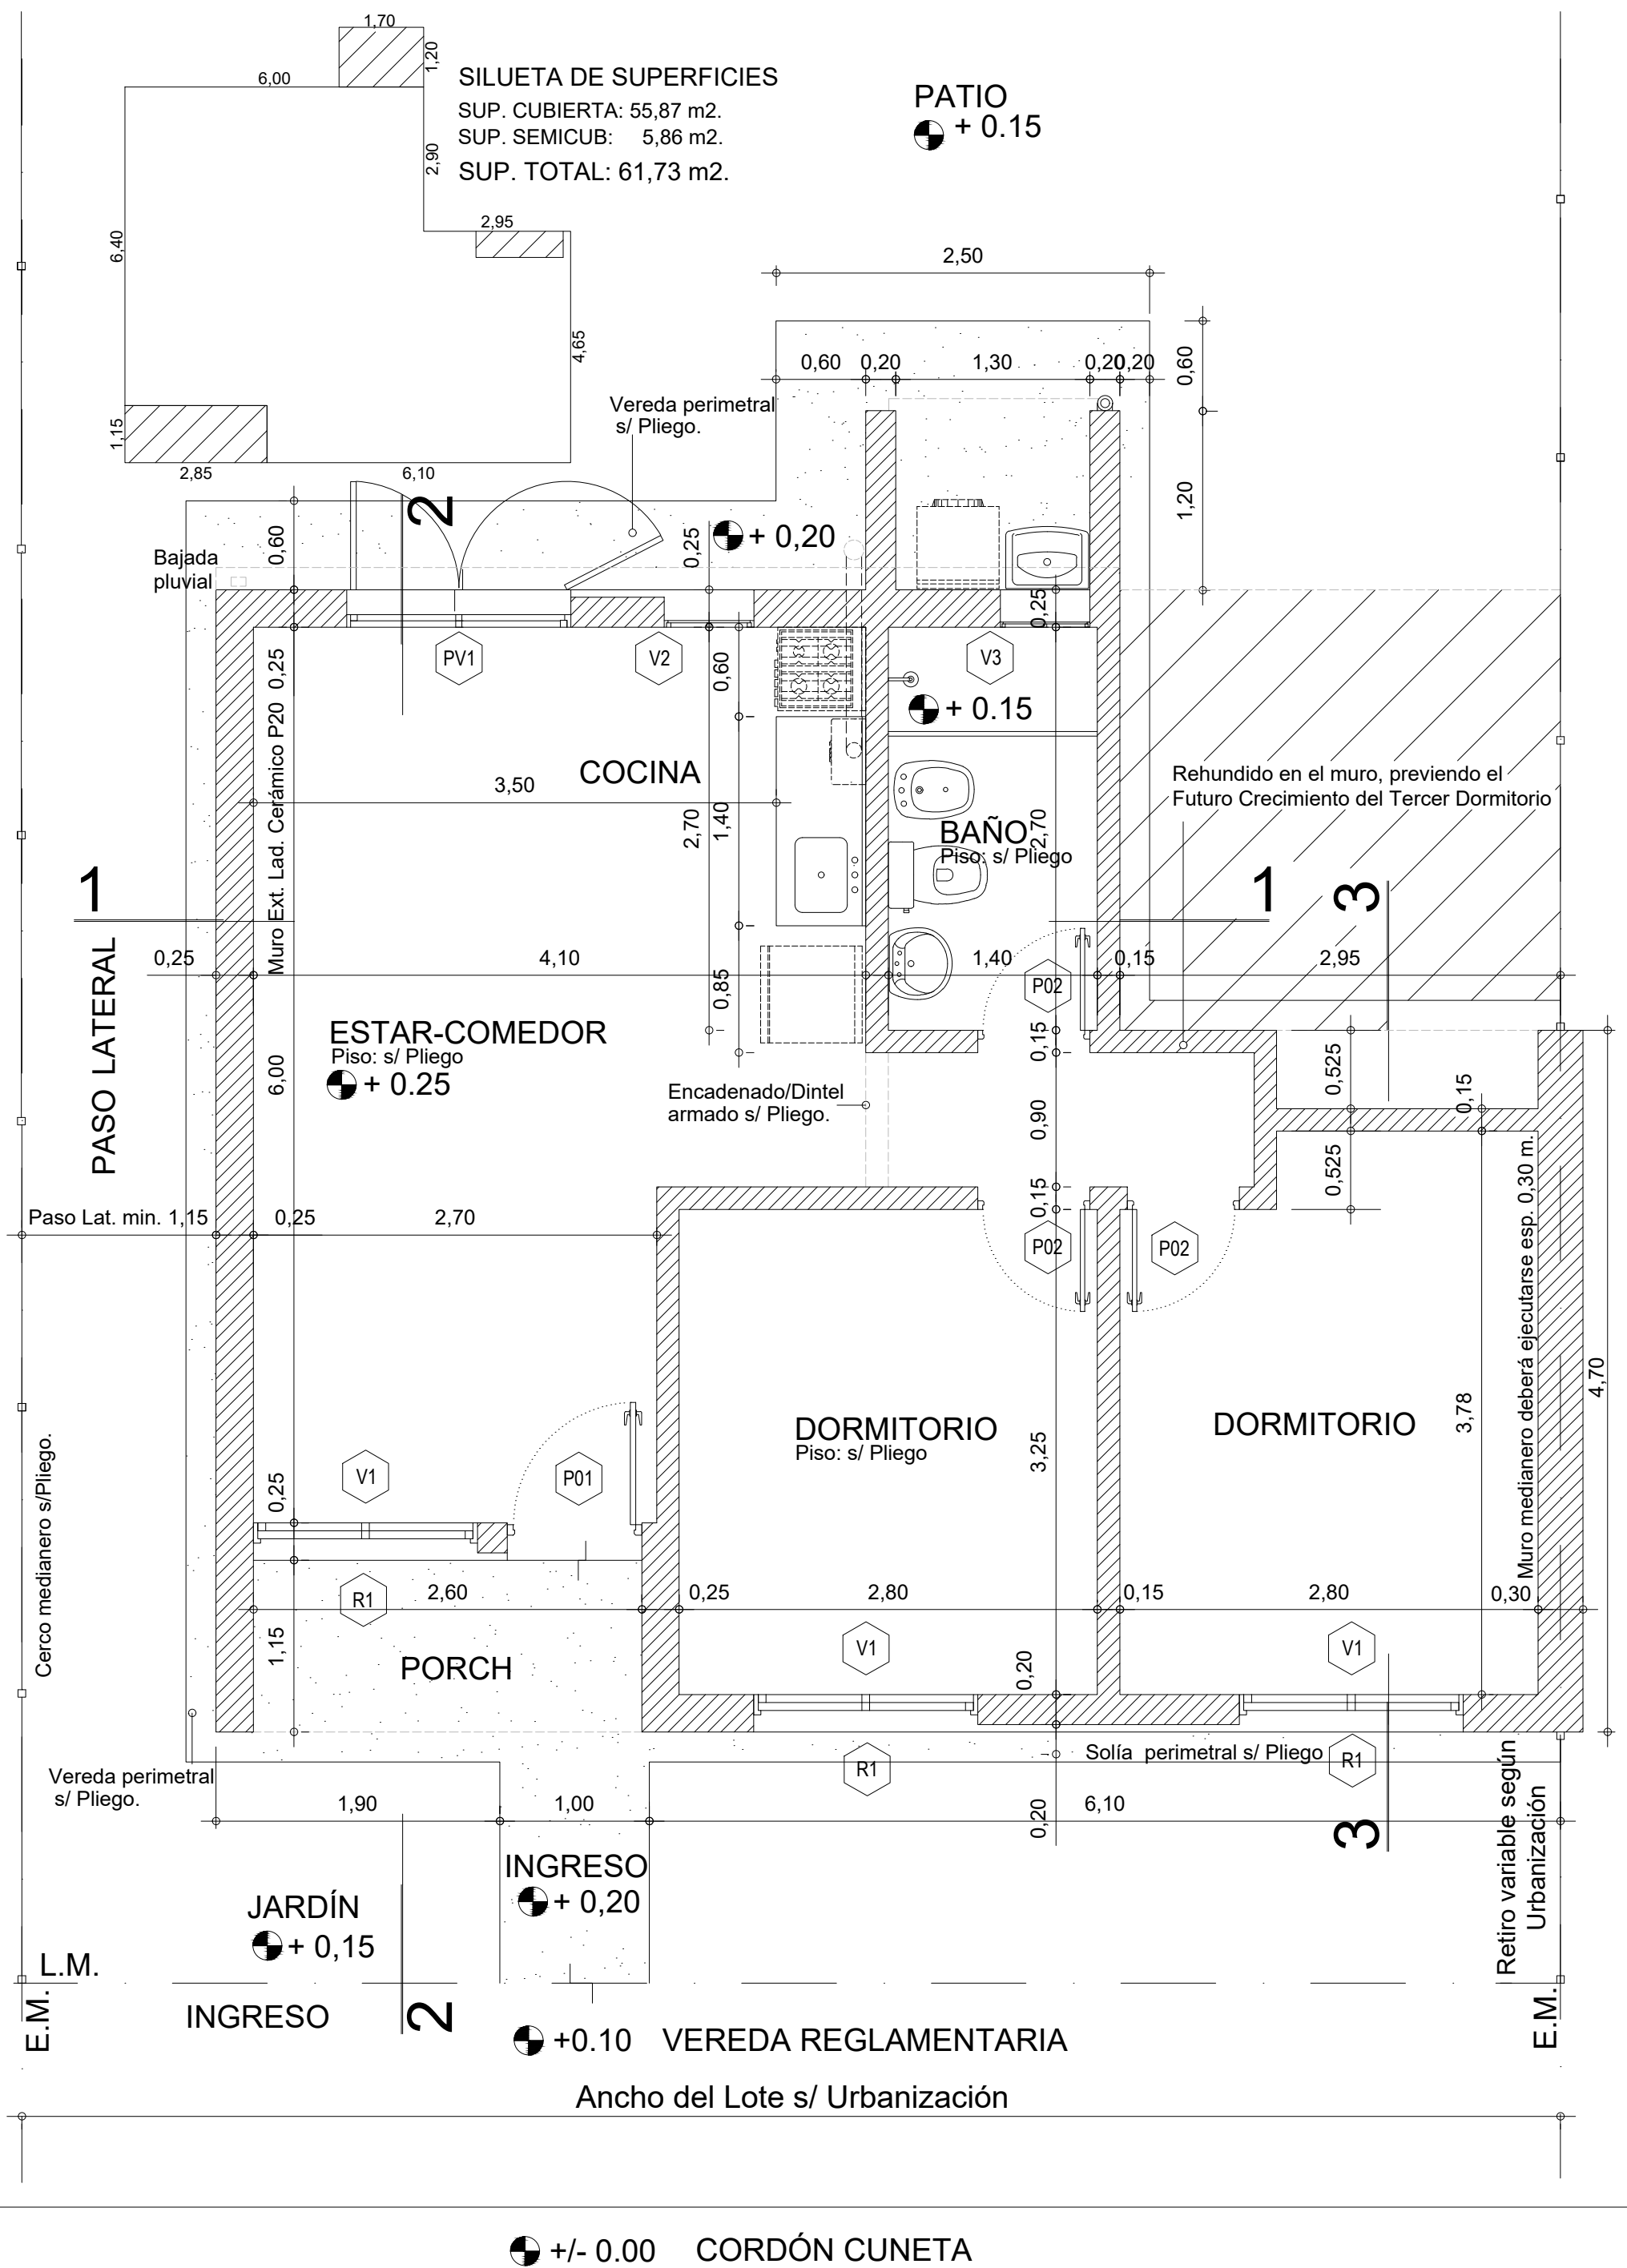 1,70
1,20
6,00
SILUETA DE SUPERFICIES
SUP. CUBIERTA: 55,87 m2.
SUP. SEMICUB: 5,86 m2.
SUP. TOTAL: 61,73 m2.
2,90
PATIO
+ 0.15
6,40
2,95
4,65
1,15
2,85
6,10
2,50
0,60
0,20
1,30
0,20
0,20
0,60
1,20
Vereda perimetral
s/ Pliego.
2
Bajada
pluvial
0,60
0,25
+ 0,20
0,25
PV1
V2
V3
0,25
Muro Ext. Lad. Cerámico P20
0,60
+ 0.15
COCINA
3,50
2,70
1,40
BAÑO
Piso: s/ Pliego
2,70
Rehundido en el muro, previendo el
Futuro Crecimiento del Tercer Dormitorio
1
1
3
PASO LATERAL
0,25
4,10
0,85
1,40
P02
0,15
2,95
ESTAR-COMEDOR
Piso: s/ Pliego
+ 0.25
6,00
0,15
0,525
0,15
Encadenado/Dintel
armado s/ Pliego.
0,90
0,525
0,15
Paso Lat. min. 1,15
0,25
2,70
P02
P02
Muro medianero deberá ejecutarse esp. 0,30 m.
4,70
3,78
DORMITORIO
Piso: s/ Pliego
DORMITORIO
3,25
Cerco medianero s/Pliego.
0,25
V1
P01
R1
2,60
0,25
2,80
0,15
2,80
0,30
1,15
PORCH
V1
V1
0,20
Solía perimetral s/ Pliego
R1
R1
Vereda perimetral
s/ Pliego.
1,90
1,00
0,20
6,10
3
Retiro variable según
Urbanización
INGRESO
+ 0,20
JARDÍN
+ 0,15
L.M.
E.M.
INGRESO
2
E.M.
+0.10 VEREDA REGLAMENTARIA
Ancho del Lote s/ Urbanización
+/- 0.00 CORDÓN CUNETA